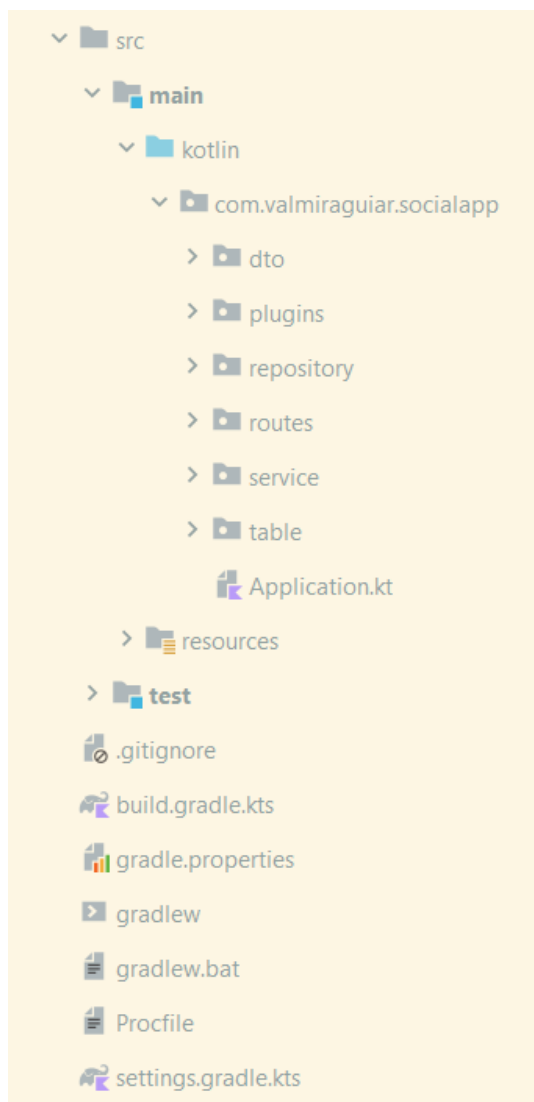 src
main
kotlin
com.valmiraguiar.socialapp
dto
plugins
repository
routes
service
table
Application.kt
resources
test
.gitignore
build.gradle.kts
gradle.properties
gradlew
gradlew.bat
Procfile
settings.gradle.kts